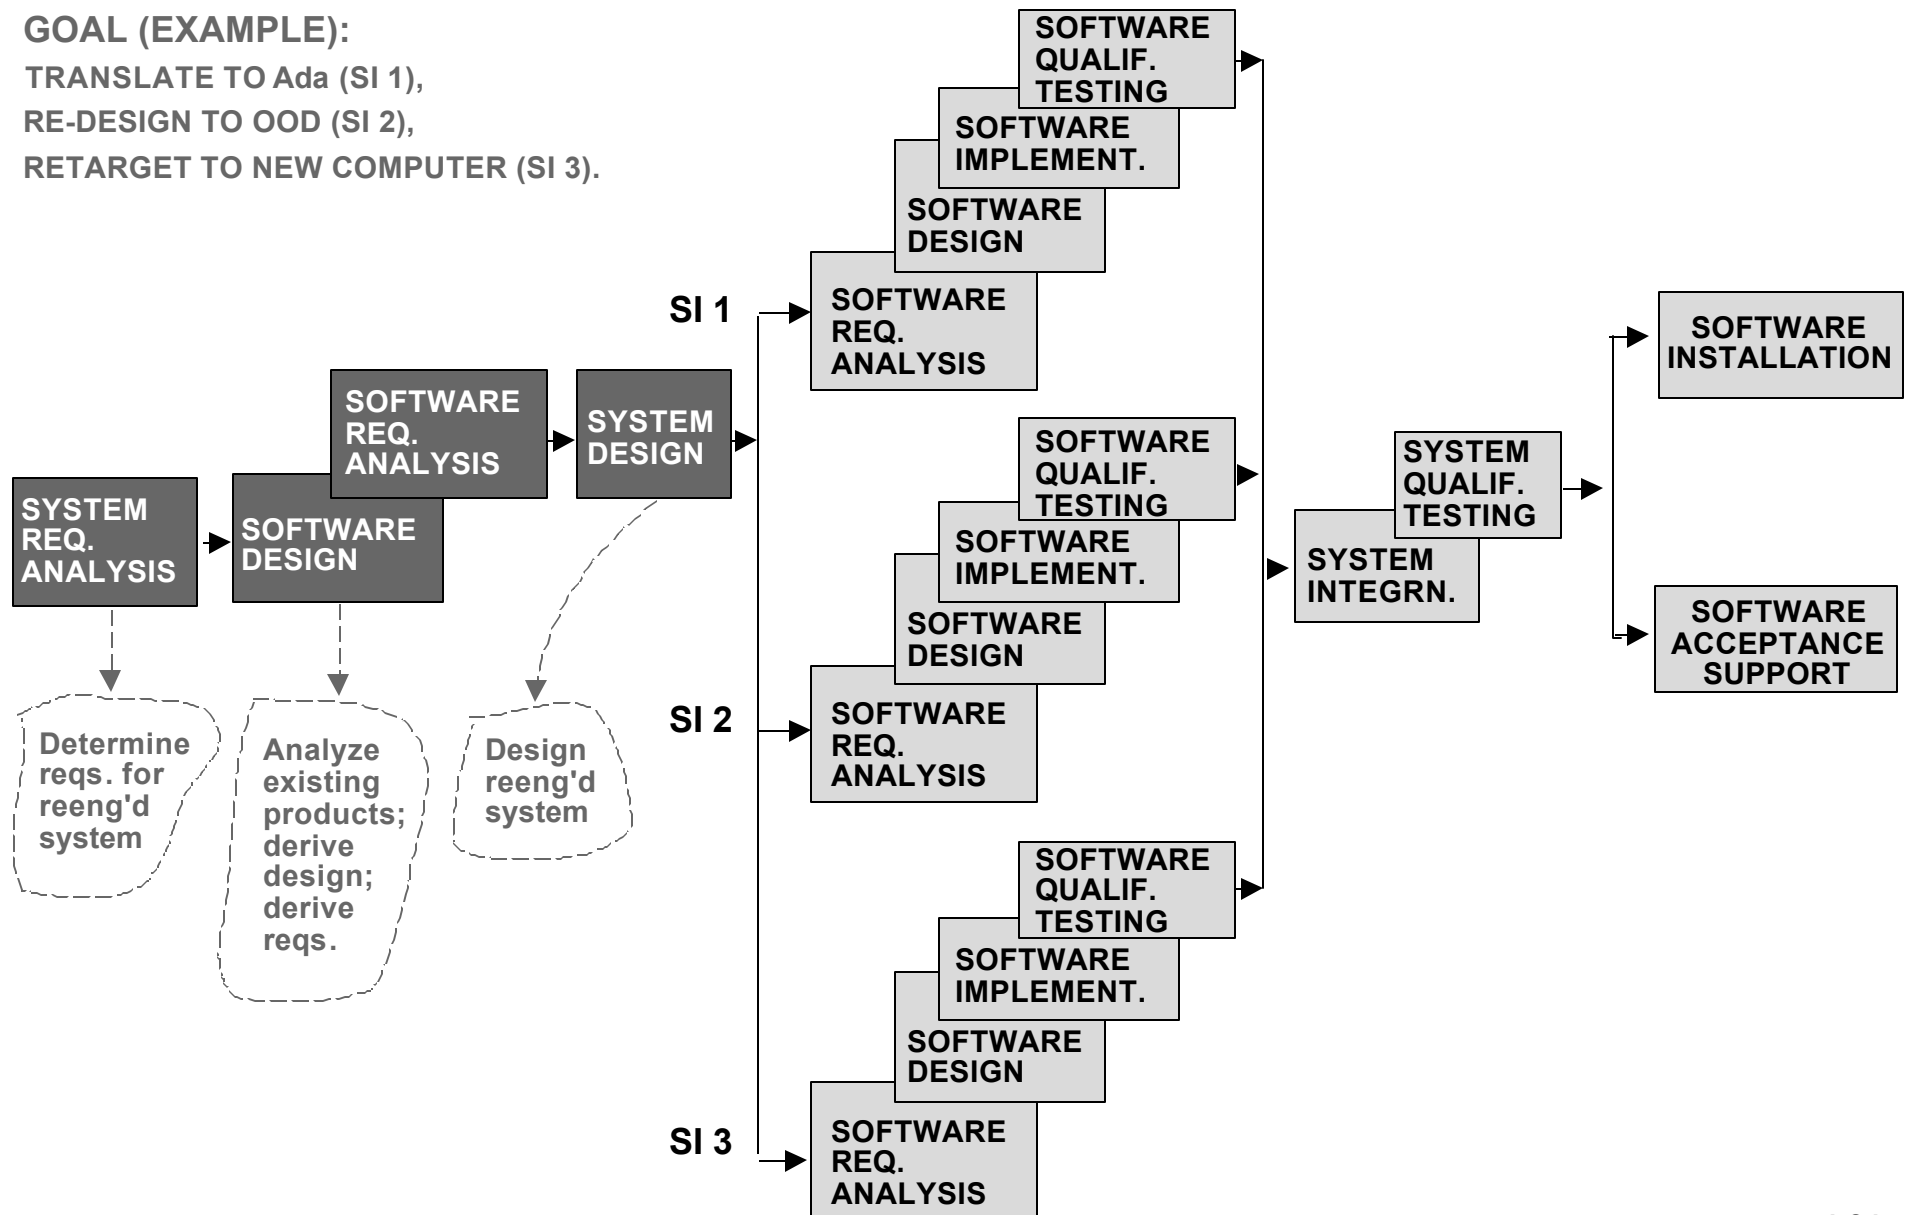 GOAL (EXAMPLE):
TRANSLATE TO Ada (SI 1),
RE-DESIGN TO OOD (SI 2),
RETARGET TO NEW COMPUTER (SI 3).
SYSTEM
REQ.
ANALYSIS
SOFTWARE
DESIGN
SOFTWARE
REQ.
ANALYSIS
SYSTEM
DESIGN
Determine
reqs. for
reeng'd
system
Analyze
existing
products;
derive
design;
derive
reqs.
Design
reeng'd
system
SI 1
SOFTWARE
REQ.
ANALYSIS
SOFTWARE
DESIGN
SOFTWARE
IMPLEMENT.
SOFTWARE
QUALIF.
TESTING
SI 2
SOFTWARE
REQ.
ANALYSIS
SOFTWARE
DESIGN
SOFTWARE
IMPLEMENT.
SOFTWARE
QUALIF.
TESTING
SI 3
SOFTWARE
REQ.
ANALYSIS
SOFTWARE
DESIGN
SOFTWARE
IMPLEMENT.
SOFTWARE
QUALIF.
TESTING
SYSTEM
INTEGRN.
SYSTEM
QUALIF.
TESTING
SOFTWARE
INSTALLATION
SOFTWARE
ACCEPTANCE
SUPPORT